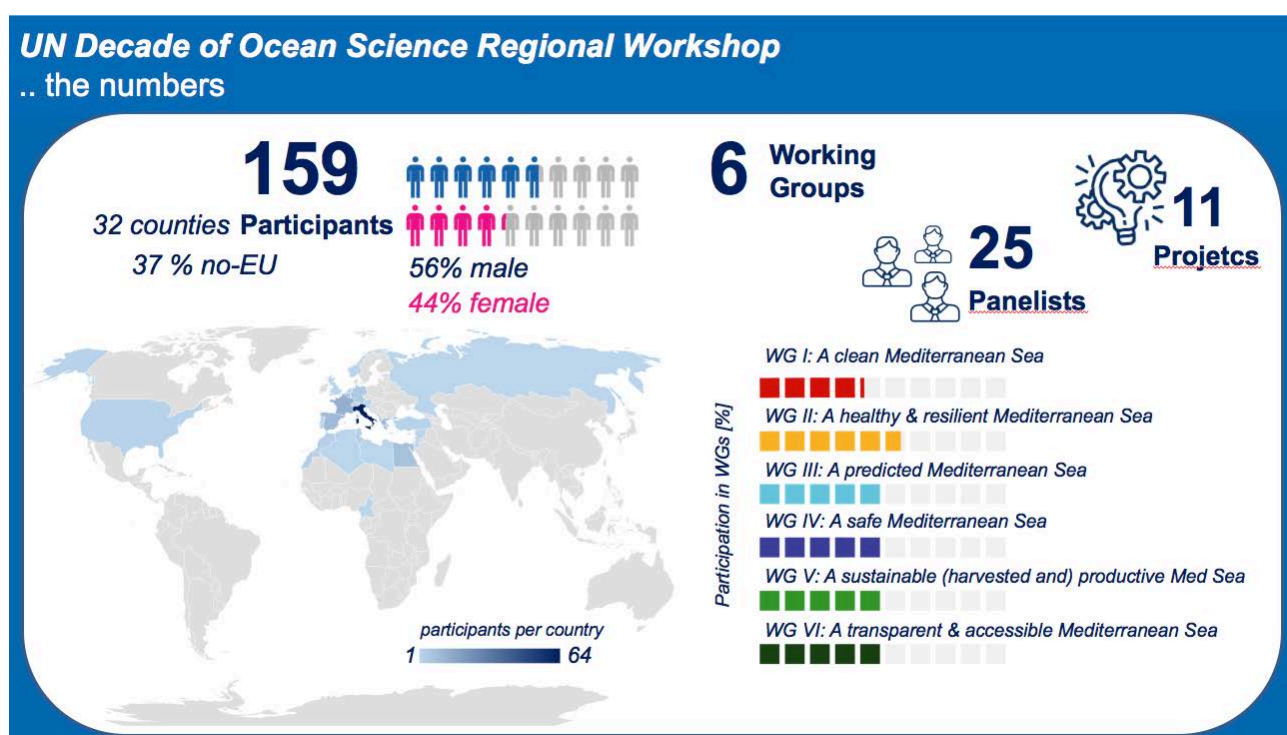 UN Decade of Ocean Science Regional Workshop
.. the numbers
159
32 counties Participants
37 % no-EU
56% male
44% female
6 Working
Groups
25
Panelists
11
Projetcs
participants per country
1 64
Participation in WGs [%]
WG I: A clean Mediterranean Sea
WG II: A healthy & resilient Mediterranean Sea
WG III: A predicted Mediterranean Sea
WG IV: A safe Mediterranean Sea
WG V: A sustainable (harvested and) productive Med Sea
WG VI: A transparent & accessible Mediterranean Sea